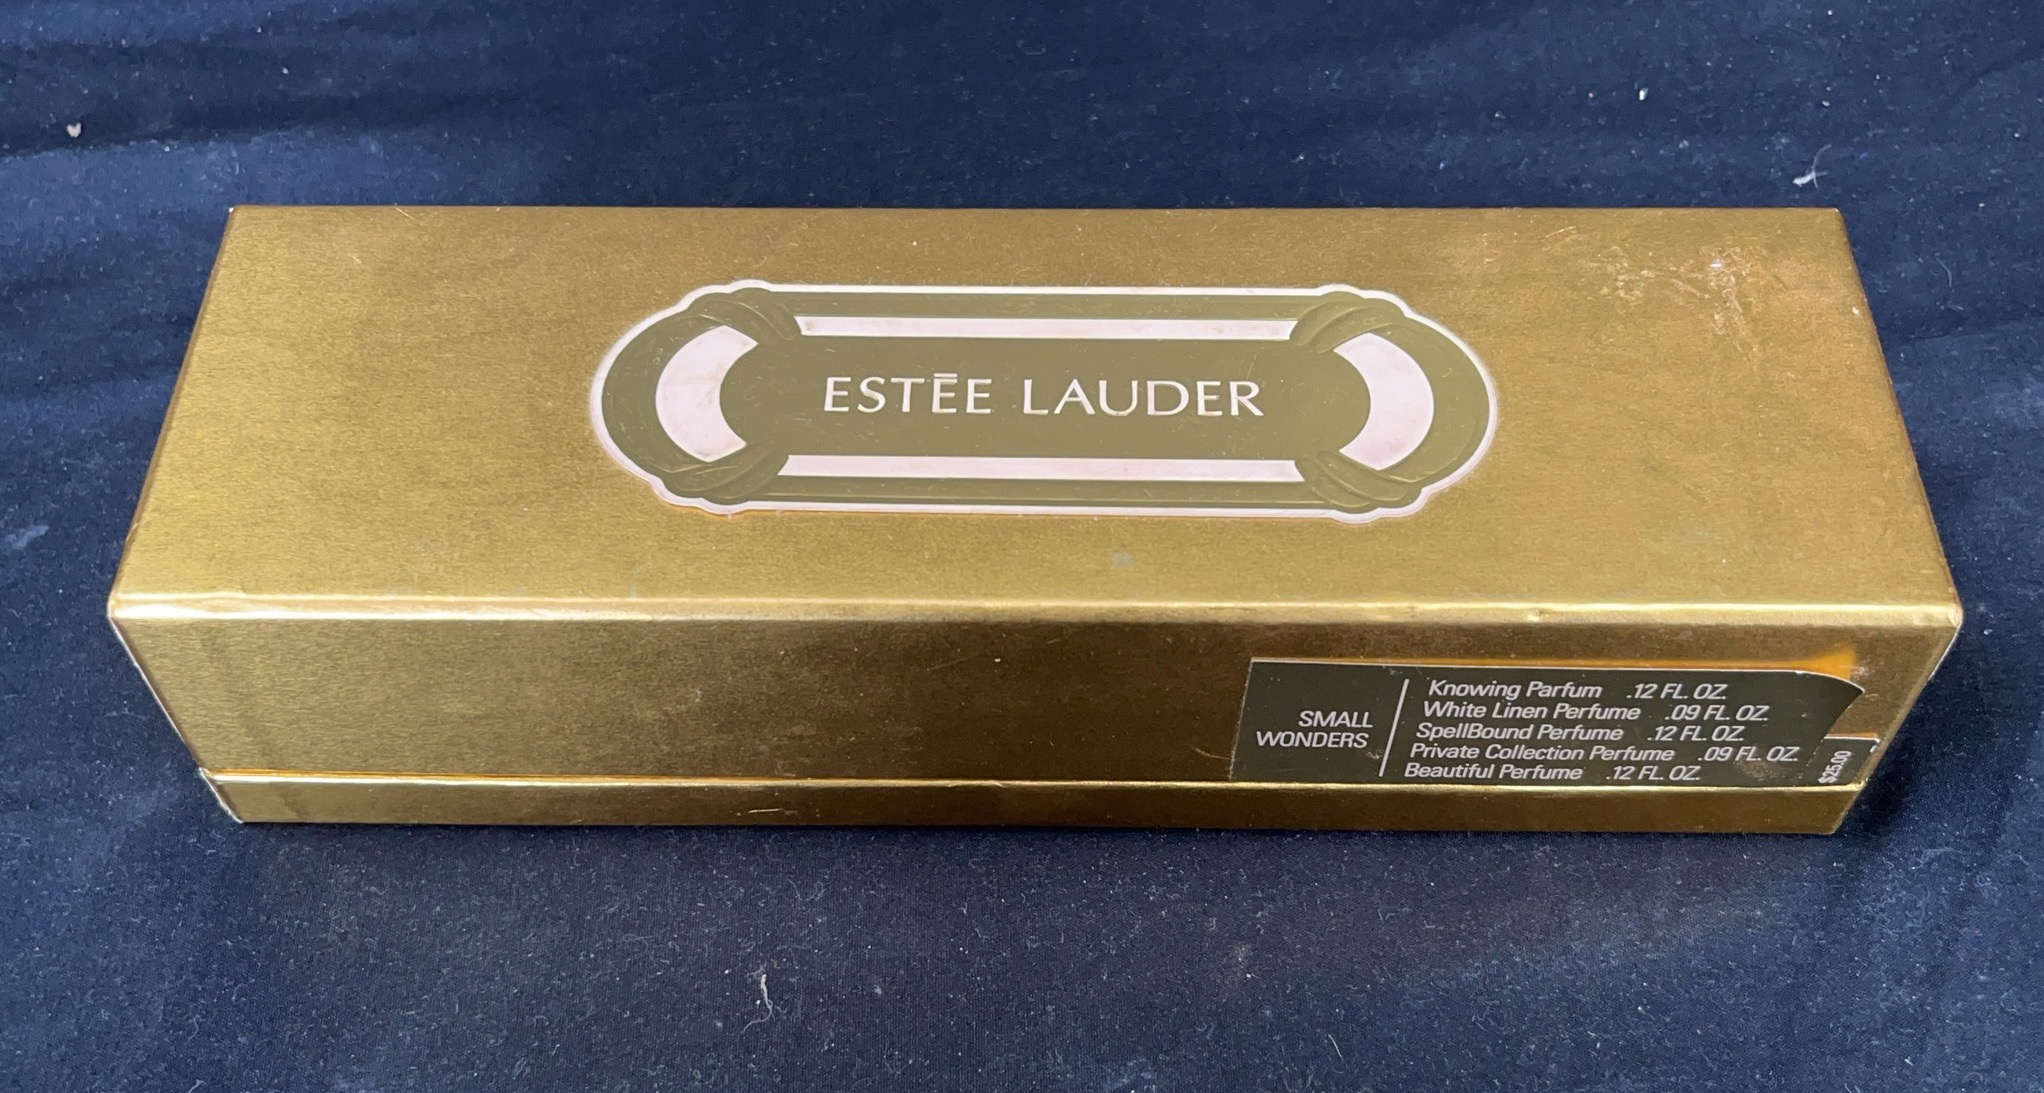 ESTĒE LAUDER
SMALL
WONDERS
Knowing Parfum .12 FL. OZ.
White Linen Perfume .09 FL. OZ.
SpellBound Perfume .12 FL. OZ.
Private Collection Perfume .09 FL. OZ.
Beautiful Perfume .12 FL. OZ.
$25.00